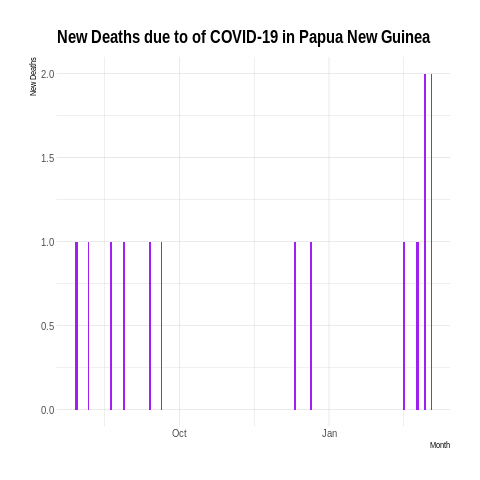 New Deaths due to of COVID-19 in Papua New Guinea
New Deaths
2.0
1.5
1.0
0.5
0.0
Oct
Jan
Month